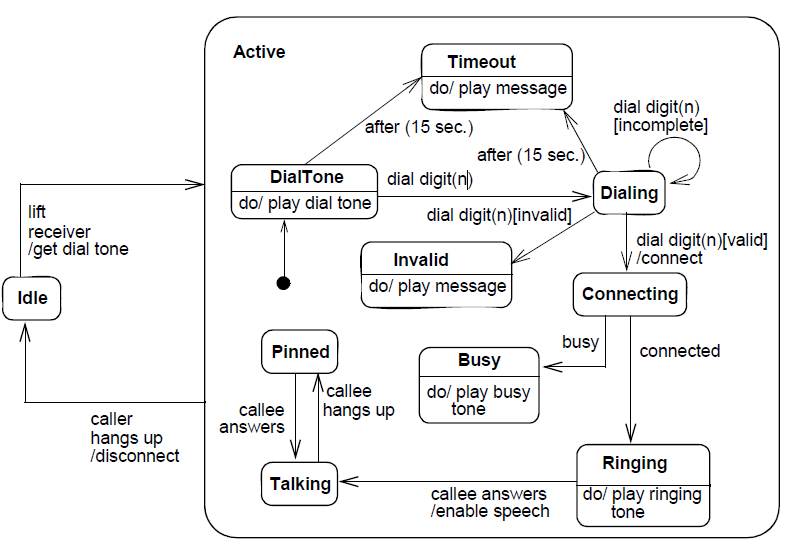 Active
Timeout
do/ play message
dial digit(n)
[incomplete]
after (15 sec.)
after (15 sec.)
DialTone
do/ play dial tone
dial digit(n)
Dialing
lift
receiver
/get dial tone
dial digit(n)[invalid]
dial digit(n)[valid]
/connect
Invalid
do/ play message
Idle
Connecting
Pinned
busy
connected
Busy
do/ play busy
tone
callee
hangs up
callee
answers
caller
hangs up
/disconnect
Ringing
do/ play ringing
tone
Talking
callee answers
/enable speech